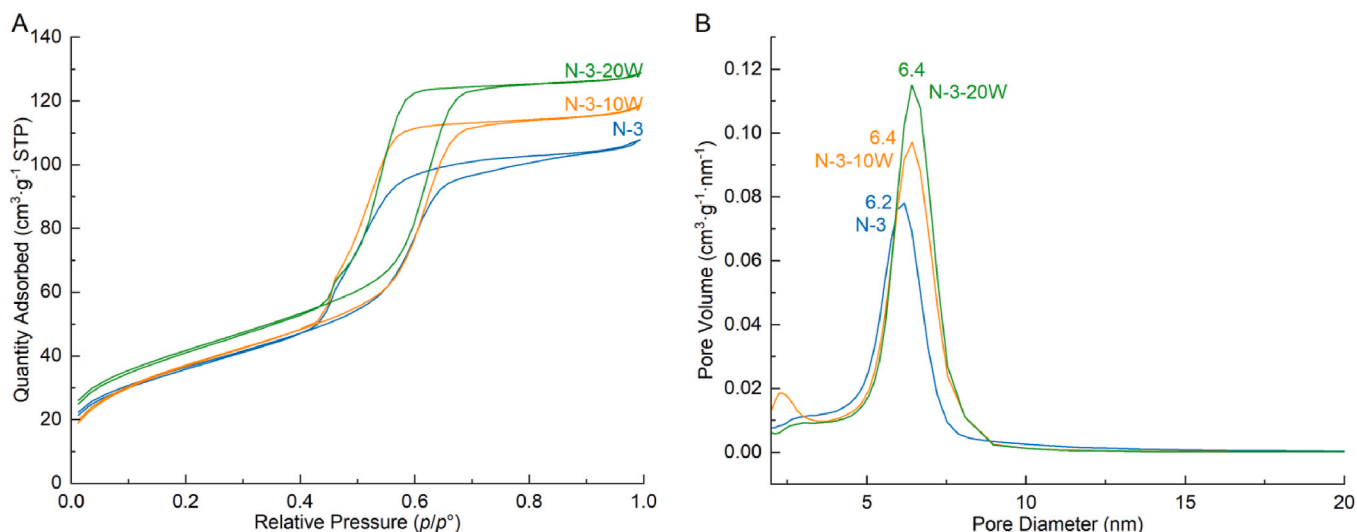 A
140
120
100
80
60
40
20
0
Quantity Adsorbed (cm³·g⁻¹ STP)
N-3-20W
N-3-10W
N-3
0.0
0.2
0.4
0.6
0.8
1.0
Relative Pressure (p/p°)
B
0.12
0.10
0.08
0.06
0.04
0.02
0.00
Pore Volume (cm³·g⁻¹·nm⁻¹)
6.4
N-3-20W
6.4
N-3-10W
6.2
N-3
5
10
15
20
Pore Diameter (nm)